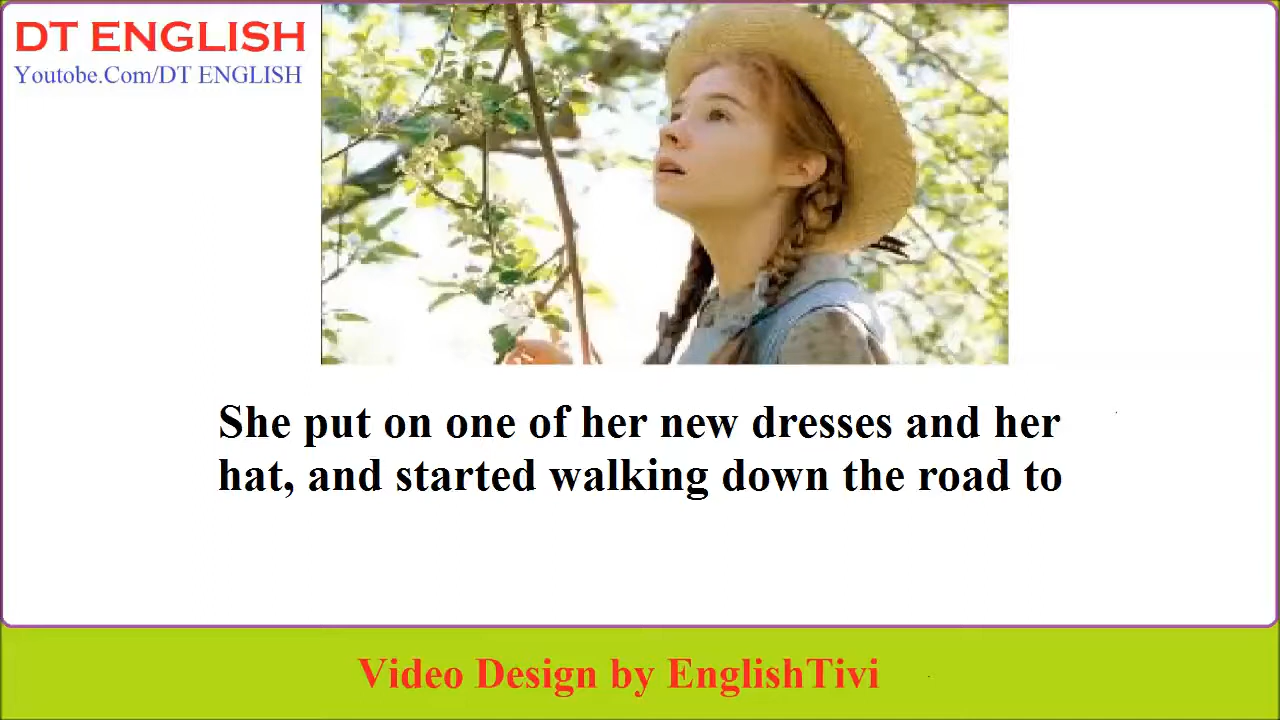 DT ENGLISH
Youtobe.Com/DT ENGLISH
She put on one of her new dresses and her
hat, and started walking down the road to
Video Design by EnglishTivi